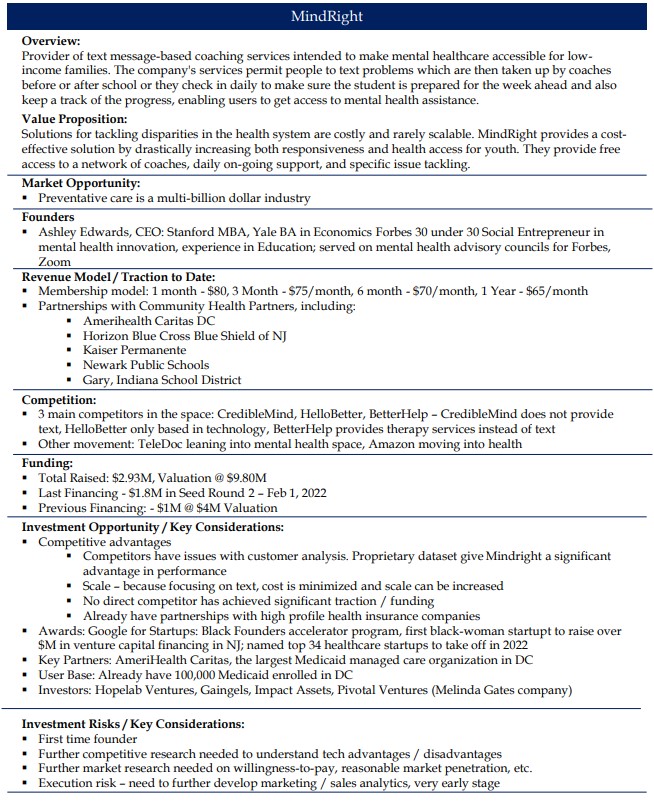 MindRight
Overview:
Provider of text message-based coaching services intended to make mental healthcare accessible for low-
income families. The company's services permit people to text problems which are then taken up by coaches
before or after school or they check in daily to make sure the student is prepared for the week ahead and also
keep a track of the progress, enabling users to get access to mental health assistance.
Value Proposition:
Solutions for tackling disparities in the health system are costly and rarely scalable. MindRight provides a cost-
effective solution by drastically increasing both responsiveness and health access for youth. They provide free
access to a network of coaches, daily on-going support, and specific issue tackling.
Market Opportunity:
▪ Preventative care is a multi-billion dollar industry
Founders
▪ Ashley Edwards, CEO: Stanford MBA, Yale BA in Economics Forbes 30 under 30 Social Entrepreneur in
mental health innovation, experience in Education; served on mental health advisory councils for Forbes,
Zoom
Revenue Model / Traction to Date:
▪ Membership model: 1 month - $80, 3 Month - $75/month, 6 month - $70/month, 1 Year - $65/month
▪ Partnerships with Community Health Partners, including:
▪ Amerihealth Caritas DC
▪ Horizon Blue Cross Blue Shield of NJ
▪ Kaiser Permanente
▪ Newark Public Schools
▪ Gary, Indiana School District
Competition:
▪ 3 main competitors in the space: CredibleMind, HelloBetter, BetterHelp – CredibleMind does not provide
text, HelloBetter only based in technology, BetterHelp provides therapy services instead of text
▪ Other movement: TeleDoc leaning into mental health space, Amazon moving into health
Funding:
▪ Total Raised: $2.93M, Valuation @ $9.80M
▪ Last Financing - $1.8M in Seed Round 2 – Feb 1, 2022
▪ Previous Financing: - $1M @ $4M Valuation
Investment Opportunity / Key Considerations:
▪ Competitive advantages
▪ Competitors have issues with customer analysis. Proprietary dataset give Mindright a significant
advantage in performance
▪ Scale – because focusing on text, cost is minimized and scale can be increased
▪ No direct competitor has achieved significant traction / funding
▪ Already have partnerships with high profile health insurance companies
▪ Awards: Google for Startups: Black Founders accelerator program, first black-woman startup to raise over
$M in venture capital financing in NJ; named top 34 healthcare startups to take off in 2022
▪ Key Partners: AmeriHealth Caritas, the largest Medicaid managed care organization in DC
▪ User Base: Already have 100,000 Medicaid enrolled in DC
▪ Investors: Hopelab Ventures, Gaingels, Impact Assets, Pivotal Ventures (Melinda Gates company)
Investment Risks / Key Considerations:
▪ First time founder
▪ Further competitive research needed to understand tech advantages / disadvantages
▪ Further market research needed on willingness-to-pay, reasonable market penetration, etc.
▪ Execution risk – need to further develop marketing / sales analytics, very early stage